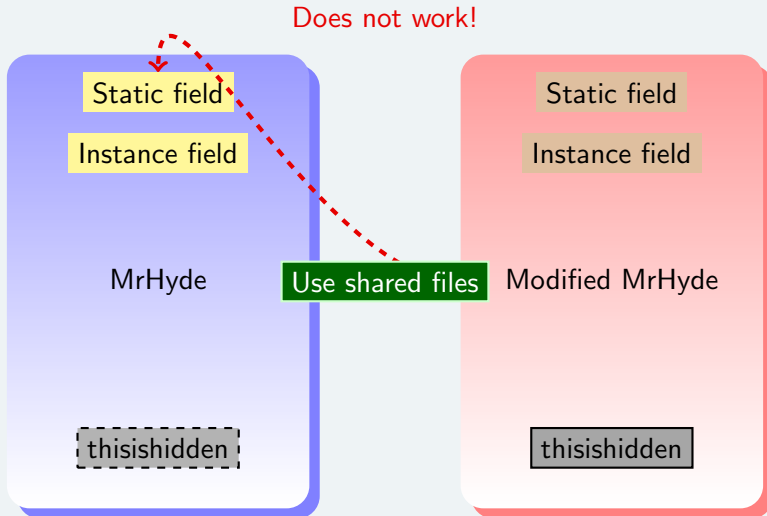 Does not work!
Static field
Static field
Instance field
Instance field
MrHyde
Use shared files
Modified MrHyde
thisishidden
thisishidden